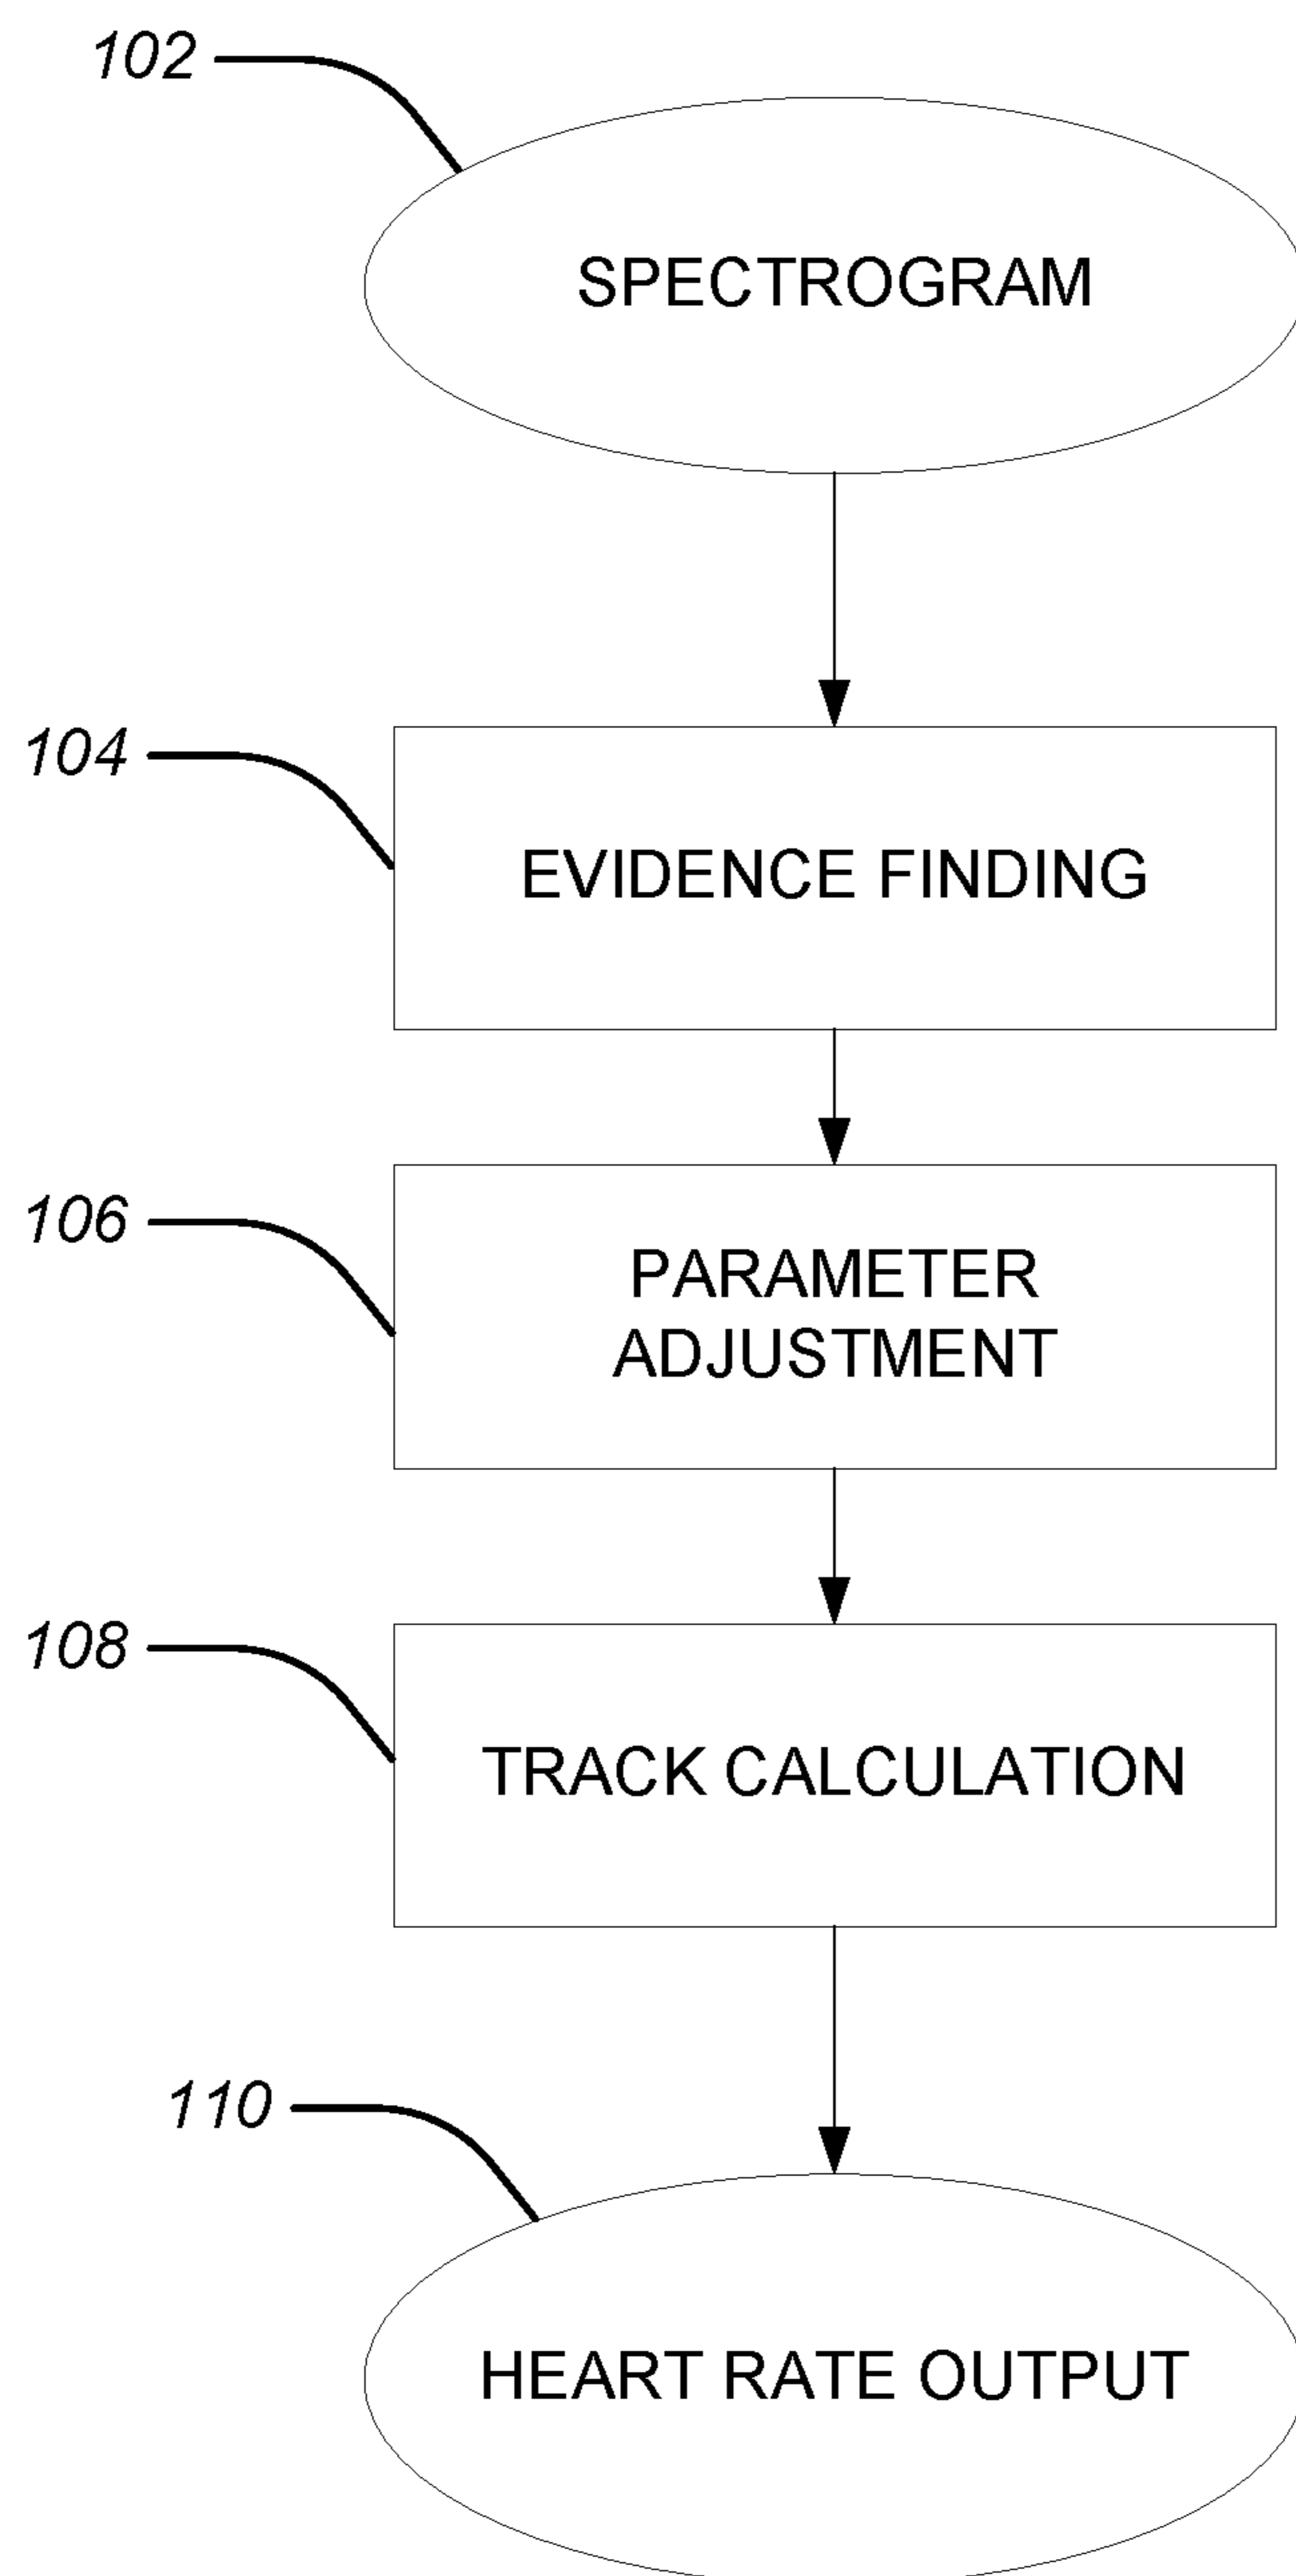 102
SPECTROGRAM
104
EVIDENCE FINDING
106
PARAMETER
ADJUSTMENT
108
TRACK CALCULATION
110
HEART RATE OUTPUT